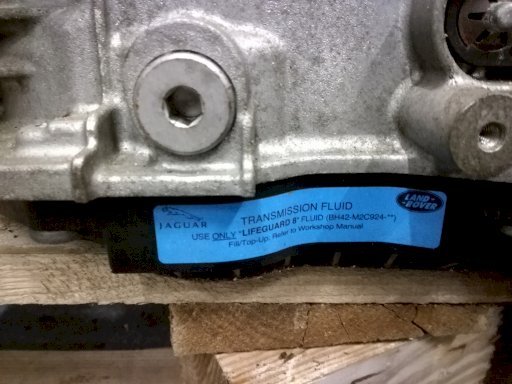 JAGUAR
TRANSMISSION FLUID
USE ONLY "LIFEGUARD 8" FLUID (BH42-M2C924-**)
Fill/Top-Up: Refer to Workshop Manual
LAND-
ROVER